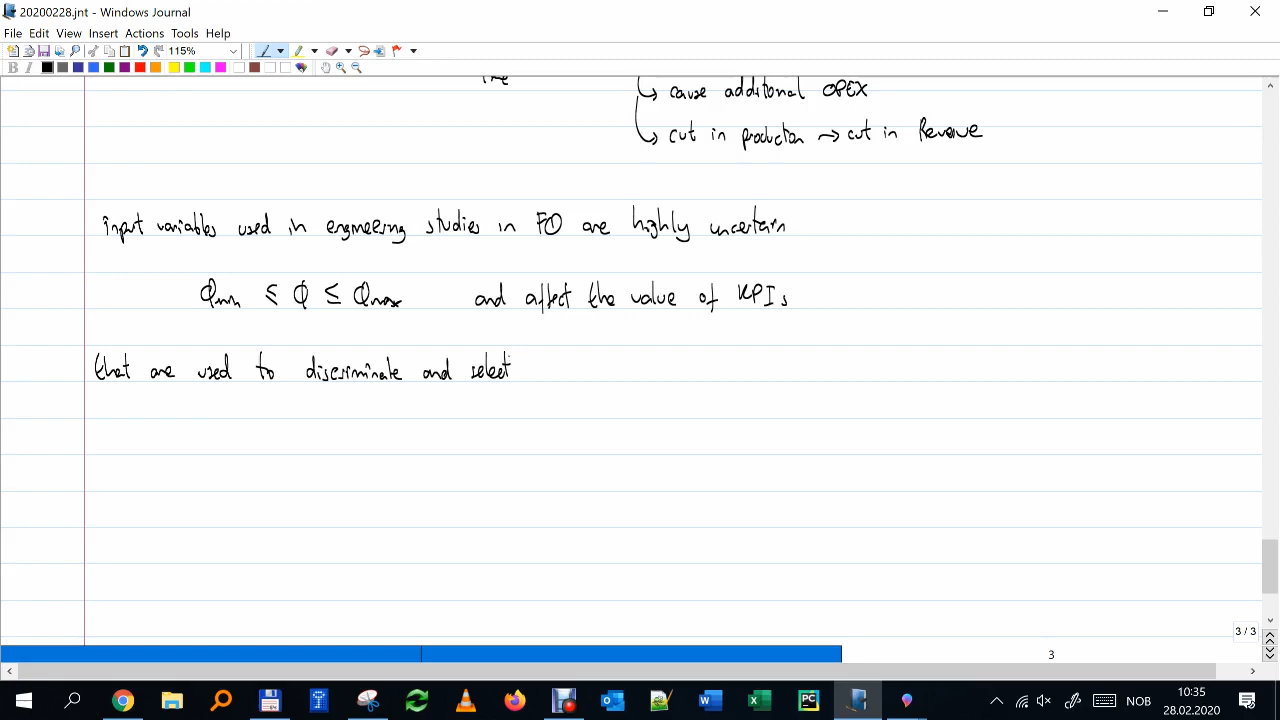 20200228.jnt - Windows Journal
File Edit View Insert Actions Tools Help
115%
B I
↳ cause additional OPEX
↳ cut in production → cut in Revenue
input variables used in engineering studies in FO are highly uncertain
Φmin ≤ Φ ≤ Φmax and affect the value of KPIs
that are used to discriminate and select
3 / 3
3
NOB
10:35
28.02.2020